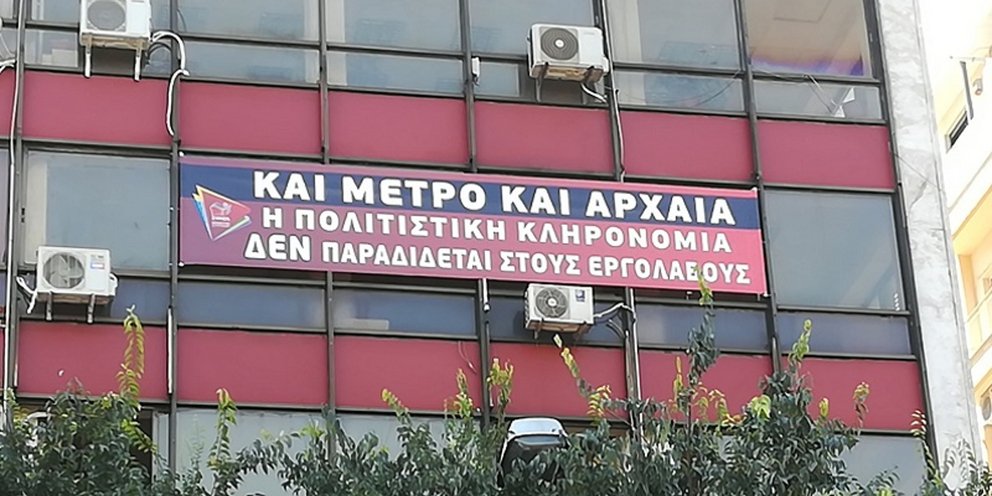 ΚΑΙ ΜΕΤΡΟ ΚΑΙ ΑΡΧΑΙΑ
Η ΠΟΛΙΤΙΣΤΙΚΗ ΚΛΗΡΟΝΟΜΙΑ
ΔΕΝ ΠΑΡΑΔΙΔΕΤΑΙ ΣΤΟΥΣ ΕΡΓΟΛΑΒΟΥΣ